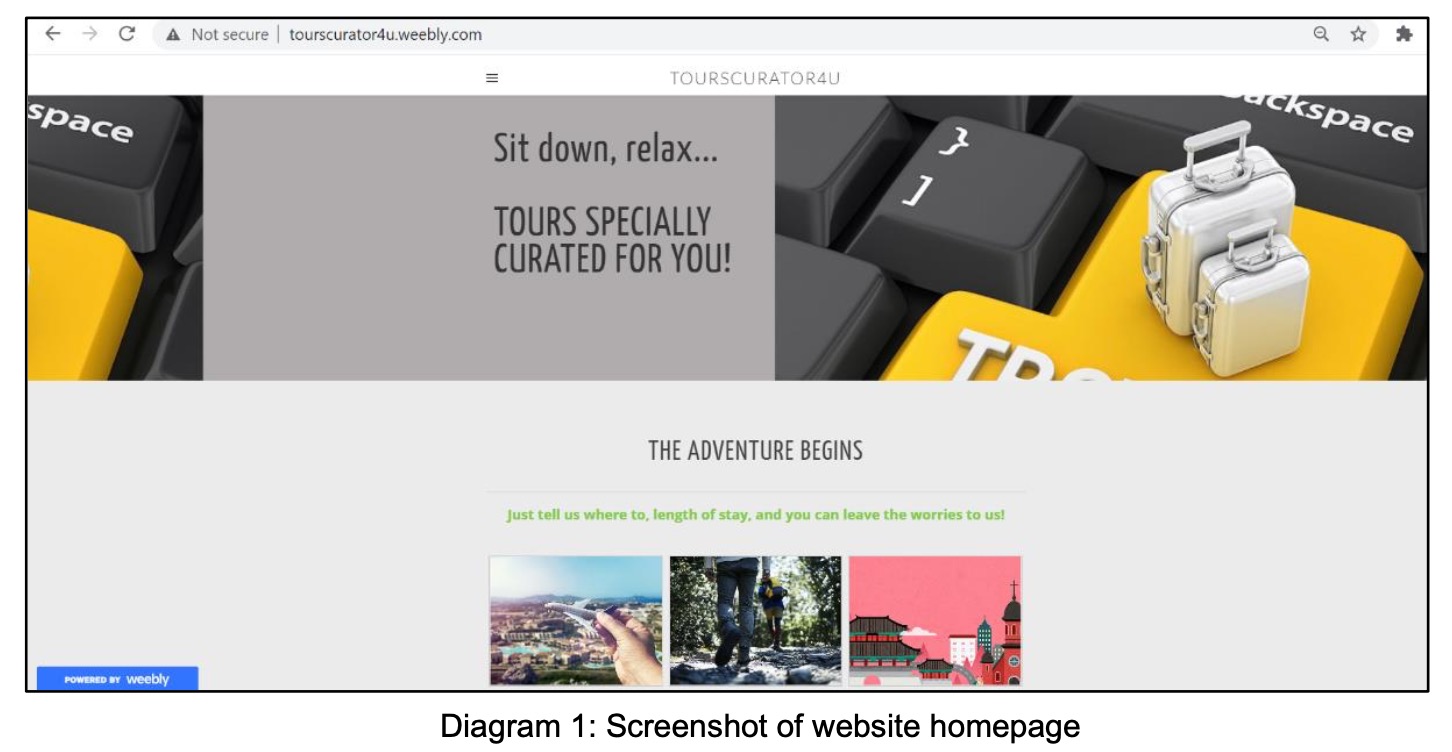 Not secure | tourscurator4u.weebly.com
TOURSCURATOR4U
space
Backspace
}
]
Sit down, relax...
TOURS SPECIALLY
CURATED FOR YOU!
THE ADVENTURE BEGINS
Just tell us where to, length of stay, and you can leave the worries to us!
POWERED BY weebly
Diagram 1: Screenshot of website homepage